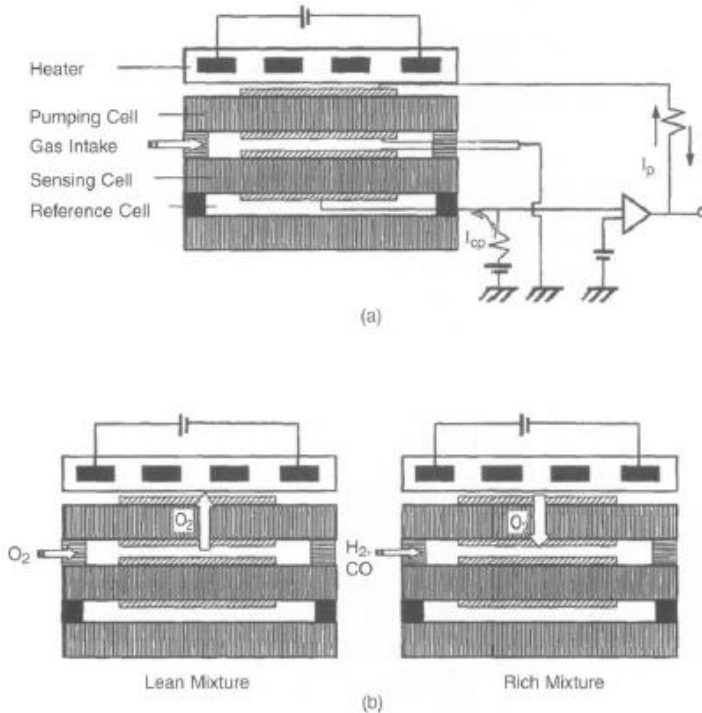 Heater
Pumping Cell
Gas Intake
Sensing Cell
Reference Cell
Ip
Icp
(a)
O2
O2
Lean Mixture
O2
H2,
CO
Rich Mixture
(b)